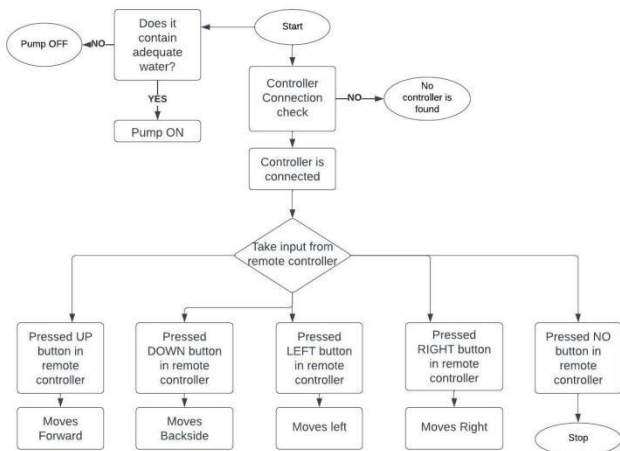 Start
Does it
contain
adequate
water?
NO
Pump OFF
YES
Pump ON
Controller
Connection
check
NO
No
controller is
found
Controller is
connected
Take input from
remote controller
Pressed UP
button in
remote
controller
Pressed
DOWN button
in remote
controller
Pressed
LEFT button
in remote
controller
Pressed
RIGHT button
in remote
controller
Pressed NO
button in
remote
controller
Moves
Forward
Moves
Backside
Moves left
Moves Right
Stop